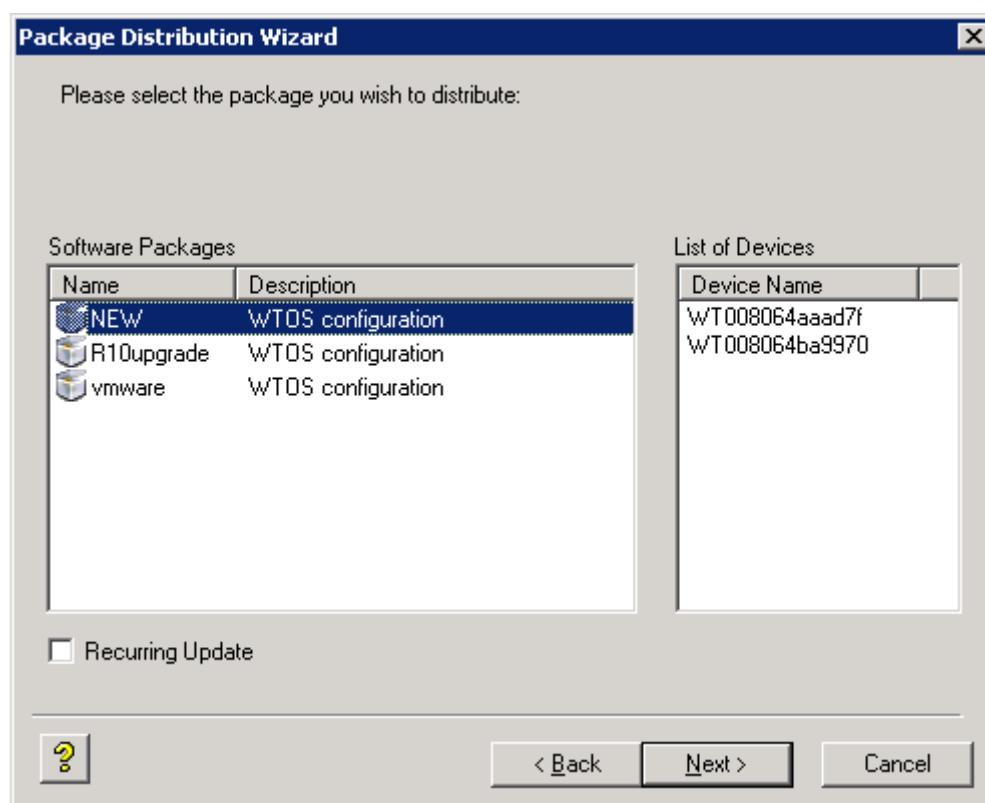 Package Distribution Wizard
Please select the package you wish to distribute:
Software Packages
Name Description
NEW WTOS configuration
R10upgrade WTOS configuration
vmware WTOS configuration
List of Devices
Device Name
WT008064aaad7f
WT008064ba9970
Recurring Update
?
< Back Next > Cancel